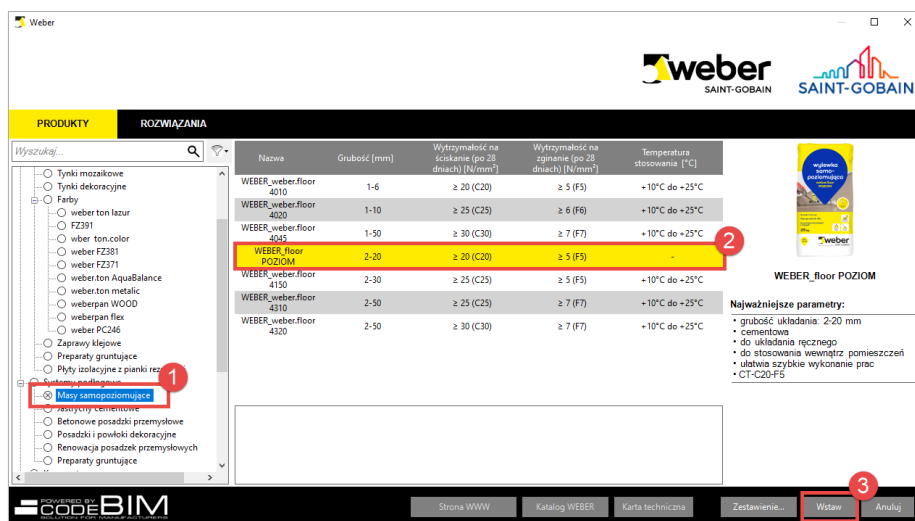 Weber
weber
SAINT-GOBAIN
SAINT-GOBAIN
PRODUKTY
ROZWIĄZANIA
Wyszukaj...
Tynki mozaikowe
Tynki dekoracyjne
Farby
weber ton lazur
FZ391
wber ton.color
weber FZ381
weber FZ371
weber.ton AquaBalance
weber.ton metalic
weberpan WOOD
weberpan flex
weber PC246
Zaprawy klejowe
Preparaty gruntujące
Płyty izolacyjne z pianki
1
Systemy podłogowe
Masy samopoziomujące
Jastrychy cementowe
Betonowe posadzki przemysłowe
Posadzki i powłoki dekoracyjne
Renowacja posadzek przemysłowych
Preparaty gruntujące
Nazwa Grubość [mm] Wytrzymałość na ściskanie (po 28 dniach) [N/mm²] Wytrzymałość na zginanie (po 28 dniach) [N/mm²] Temperatura stosowania [°C]
WEBER_weber.floor 4010 1-6 ≥ 20 (C20) ≥ 5 (F5) +10°C do +25°C
WEBER_weber.floor 4020 1-10 ≥ 25 (C25) ≥ 6 (F6) +10°C do +25°C
WEBER_weber.floor 4045 1-50 ≥ 30 (C30) ≥ 7 (F7) +10°C do +25°C
2
WEBER_floor POZIOM 2-20 ≥ 20 (C20) ≥ 5 (F5) -
WEBER_weber.floor 4150 2-30 ≥ 25 (C25) ≥ 5 (F5) +10°C do +25°C
WEBER_weber.floor 4310 2-50 ≥ 25 (C25) ≥ 7 (F7) +10°C do +25°C
WEBER_weber.floor 4320 2-50 ≥ 30 (C30) ≥ 7 (F7) +10°C do +25°C
wylewka
samo-
poziomująca
weber
WEBER_floor POZIOM
Najważniejsze parametry:
• grubość układania: 2-20 mm
• cementowa
• do układania ręcznego
• do stosowania wewnątrz pomieszczeń
• ułatwia szybkie wykonanie prac
• CT-C20-F5
3
POWERED BY
CODEBIM
SOLUTION FOR MANUFACTURERS
Strona WWW
Katalog WEBER
Karta techniczna
Zestawienie...
Wstaw
Anuluj